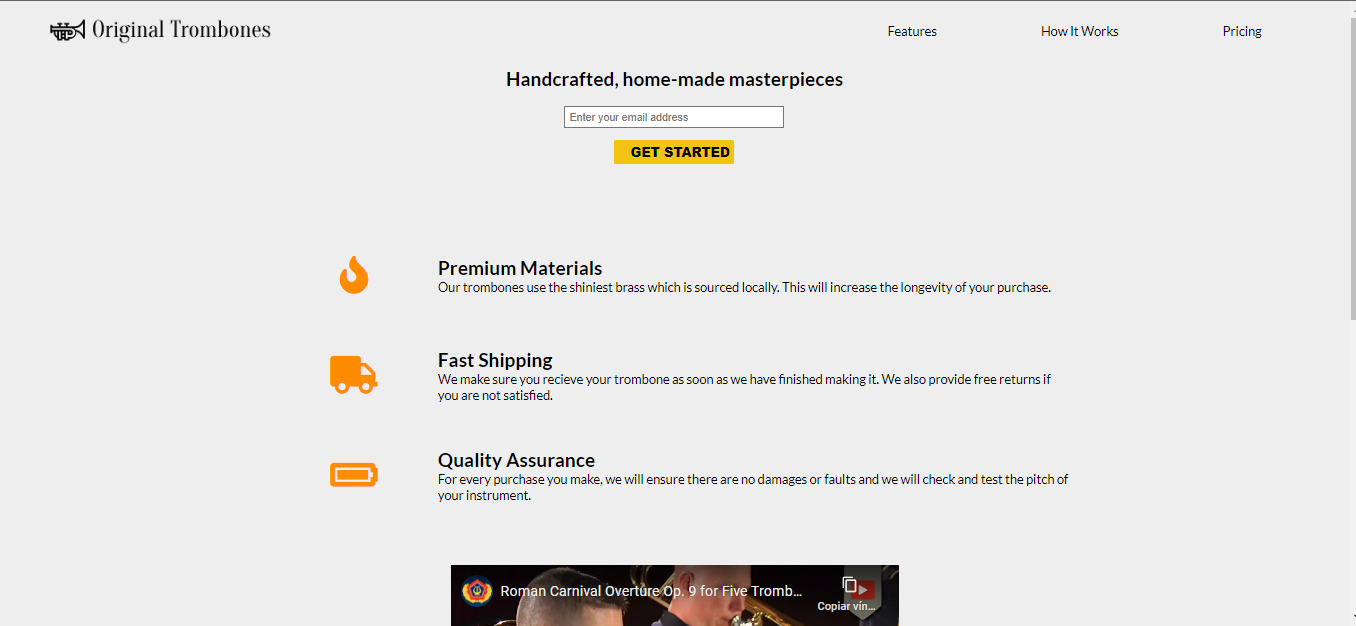 Original Trombones
Features
How It Works
Pricing
Handcrafted, home-made masterpieces
Enter your email address
GET STARTED
Premium Materials
Our trombones use the shiniest brass which is sourced locally. This will increase the longevity of your purchase.
Fast Shipping
We make sure you recieve your trombone as soon as we have finished making it. We also provide free returns if
you are not satisfied.
Quality Assurance
For every purchase you make, we will ensure there are no damages or faults and we will check and test the pitch of
your instrument.
Roman Carnival Overture Op. 9 for Five Tromb...
Copiar vín...